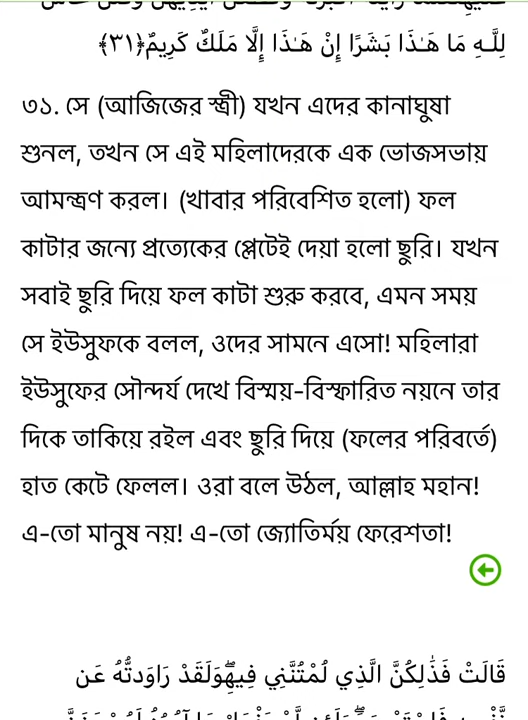 لِلَّـهِ مَا هَـٰذَا بَشَرًا إِنْ هَـٰذَا إِلَّا مَلَكٌ كَرِيمٌ ﴿٣١﴾
৩১. সে (আজিজের স্ত্রী) যখন এদের কানাঘুষা
শুনল, তখন সে এই মহিলাদেরকে এক ভোজসভায়
আমন্ত্রণ করল। (খাবার পরিবেশিত হলো) ফল
কাটার জন্যে প্রত্যেকের প্লেটেই দেয়া হলো ছুরি। যখন
সবাই ছুরি দিয়ে ফল কাটা শুরু করবে, এমন সময়
সে ইউসুফকে বলল, ওদের সামনে এসো! মহিলারা
ইউসুফের সৌন্দর্য দেখে বিস্ময়-বিস্ফারিত নয়নে তার
দিকে তাকিয়ে রইল এবং ছুরি দিয়ে (ফলের পরিবর্তে)
হাত কেটে ফেলল। ওরা বলে উঠল, আল্লাহ মহান!
এ-তো মানুষ নয়! এ-তো জ্যোতির্ময় ফেরেশতা!
قَالَتْ فَذَٰلِكُنَّ الَّذِي لُمْتُنَّنِي فِيهِ ۖ وَلَقَدْ رَاوَدتُّهُ عَن